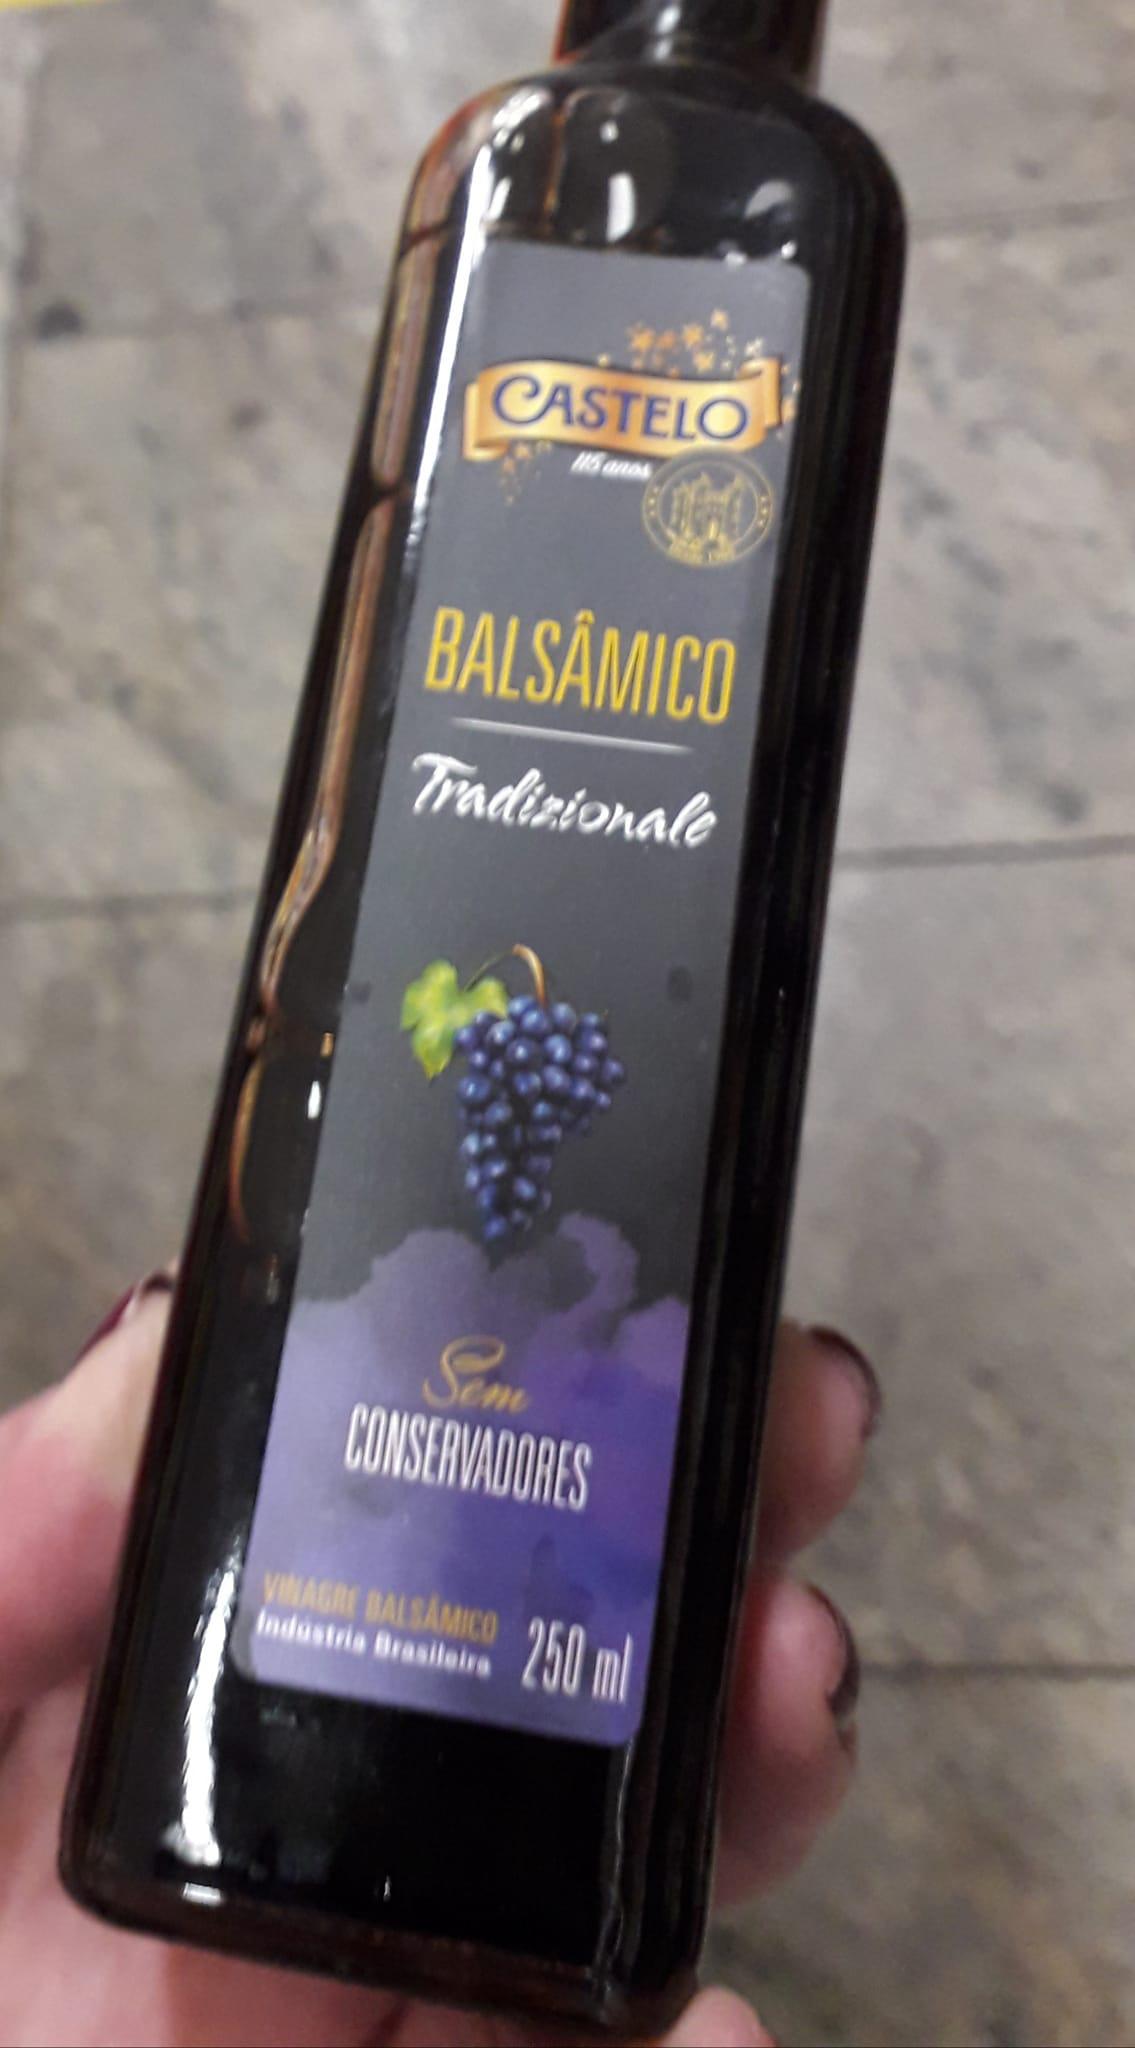 CASTELO
115 anos
BALSÂMICO
Tradizionale
Sem
CONSERVADORES
VINAGRE BALSÂMICO
Indústria Brasileira
250 ml